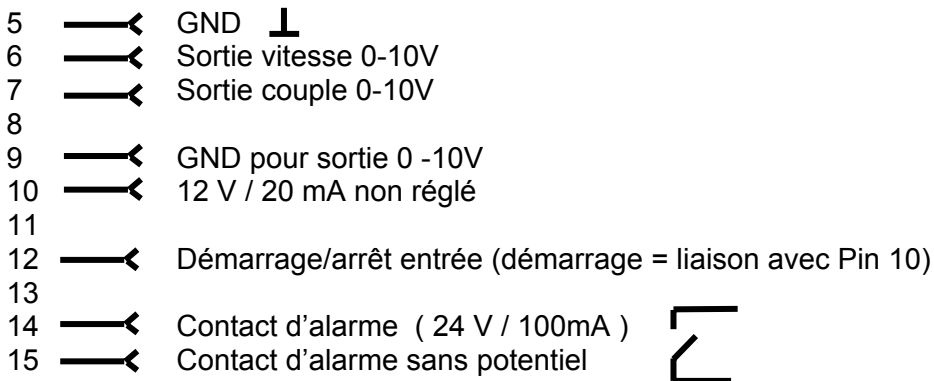 5 GND
6 Sortie vitesse 0-10V
7 Sortie couple 0-10V
8
9 GND pour sortie 0 -10V
10 12 V / 20 mA non réglé
11
12 Démarrage/arrêt entrée (démarrage = liaison avec Pin 10)
13
14 Contact d’alarme ( 24 V / 100mA )
15 Contact d’alarme sans potentiel